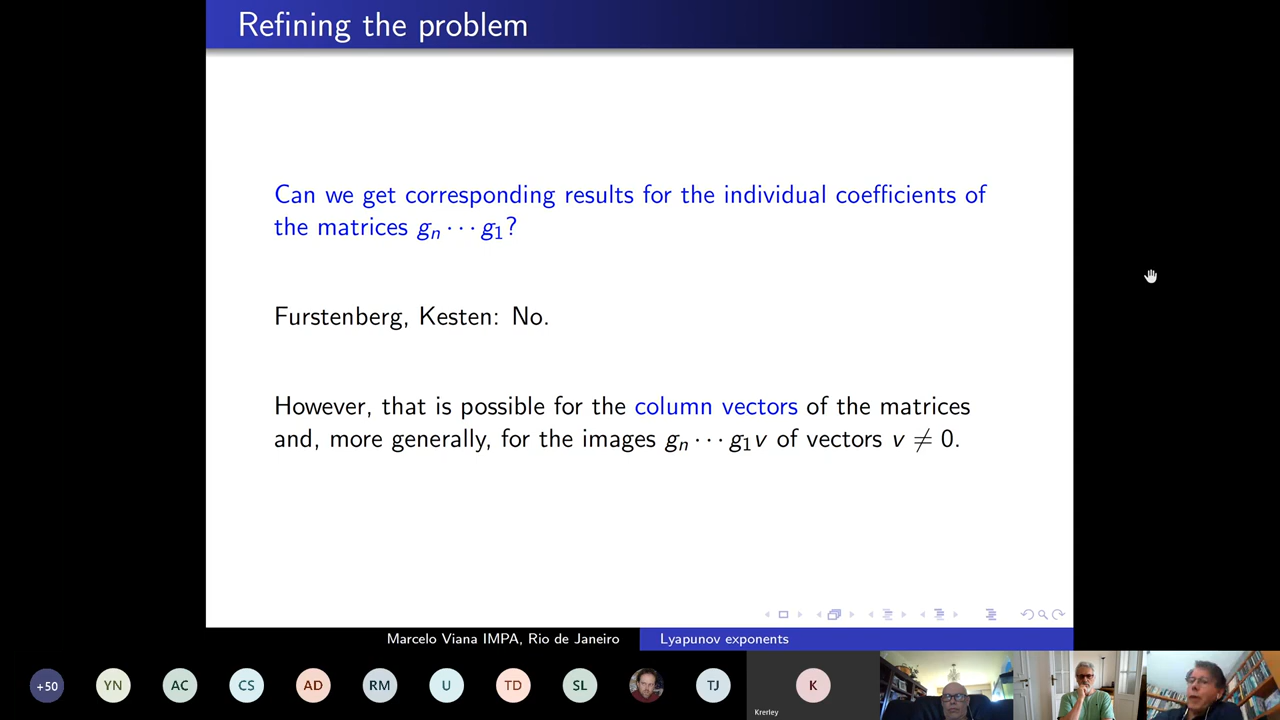 Refining the problem
Can we get corresponding results for the individual coefficients of
the matrices gₙ ··· g₁?
Furstenberg, Kesten: No.
However, that is possible for the column vectors of the matrices
and, more generally, for the images gₙ ··· g₁v of vectors v ≠ 0.
Marcelo Viana IMPA, Rio de Janeiro Lyapunov exponents
+50 YN AC CS AD RM U TD SL TJ K
Krerley